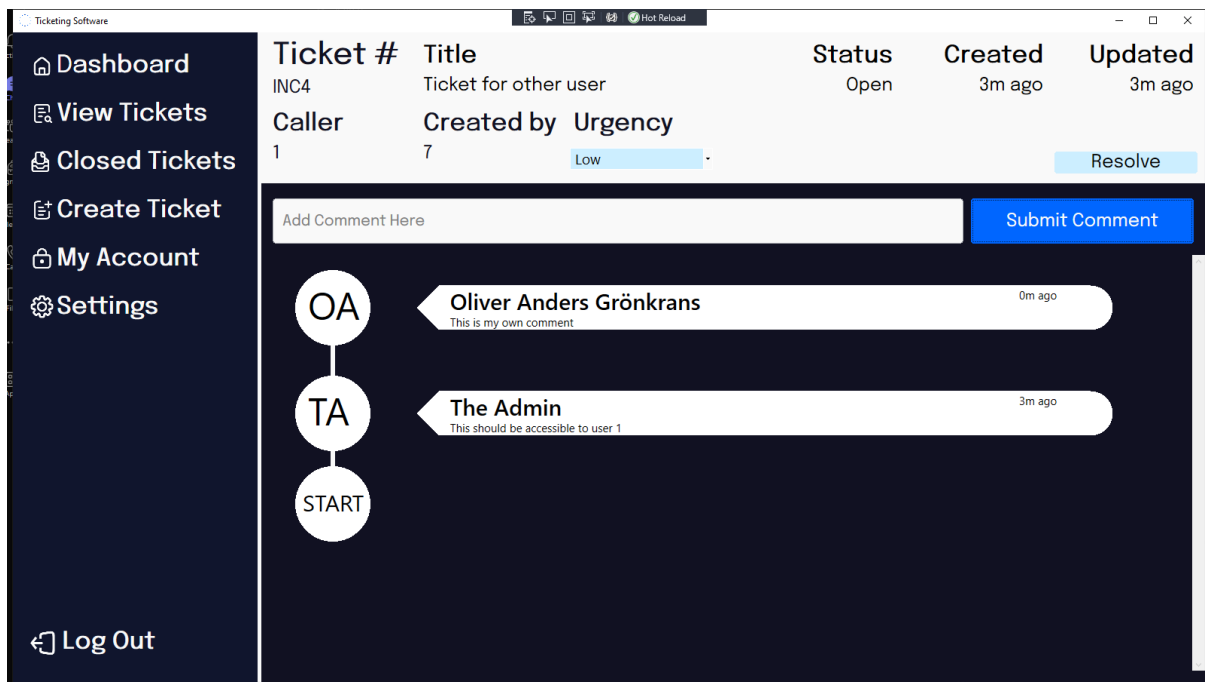 Ticketing Software
Hot Reload
Dashboard
View Tickets
Closed Tickets
Create Ticket
My Account
Settings
Log Out
Ticket # Title Status Created Updated
INC4 Ticket for other user Open 3m ago 3m ago
Caller Created by Urgency
1 7 Low
Resolve
Add Comment Here Submit Comment
OA Oliver Anders Grönkrans 0m ago
This is my own comment
TA The Admin 3m ago
This should be accessible to user 1
START